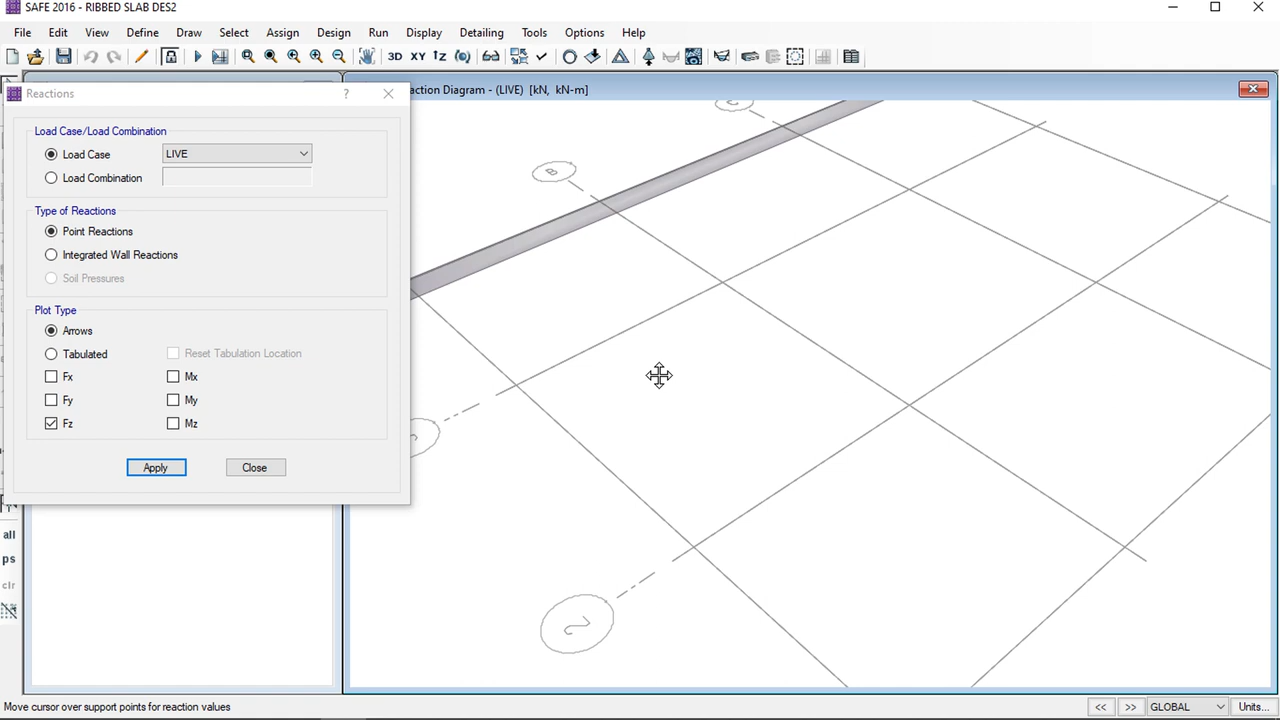 SAFE 2016 - RIBBED SLAB DES2
File Edit View Define Draw Select Assign Design Run Display Detailing Tools Options Help
3D XY
Reactions ?
action Diagram - (LIVE) [kN, kN-m]
Load Case/Load Combination
Load Case LIVE
Load Combination
Type of Reactions
Point Reactions
Integrated Wall Reactions
Soil Pressures
Plot Type
Arrows
Tabulated Reset Tabulation Location
Fx Mx
Fy My
Fz Mz
Apply Close
B
2
all
ps
clr
Move cursor over support points for reaction values
<< >> GLOBAL Units...